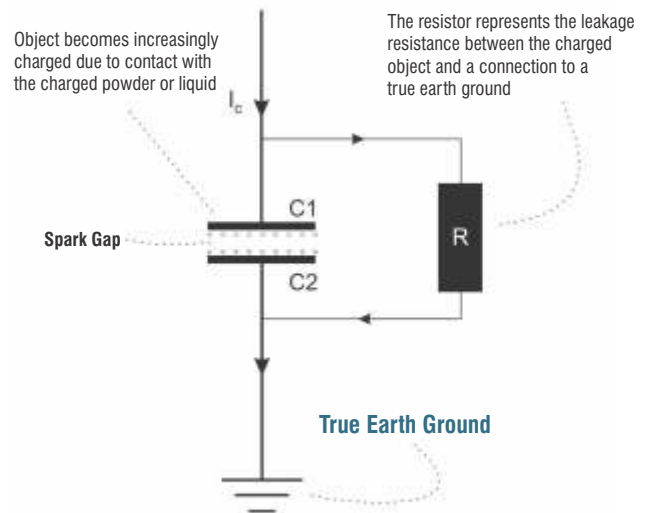 Object becomes increasingly
charged due to contact with
the charged powder or liquid
The resistor represents the leakage
resistance between the charged
object and a connection to a
true earth ground
Ic
C1
Spark Gap
R
C2
True Earth Ground